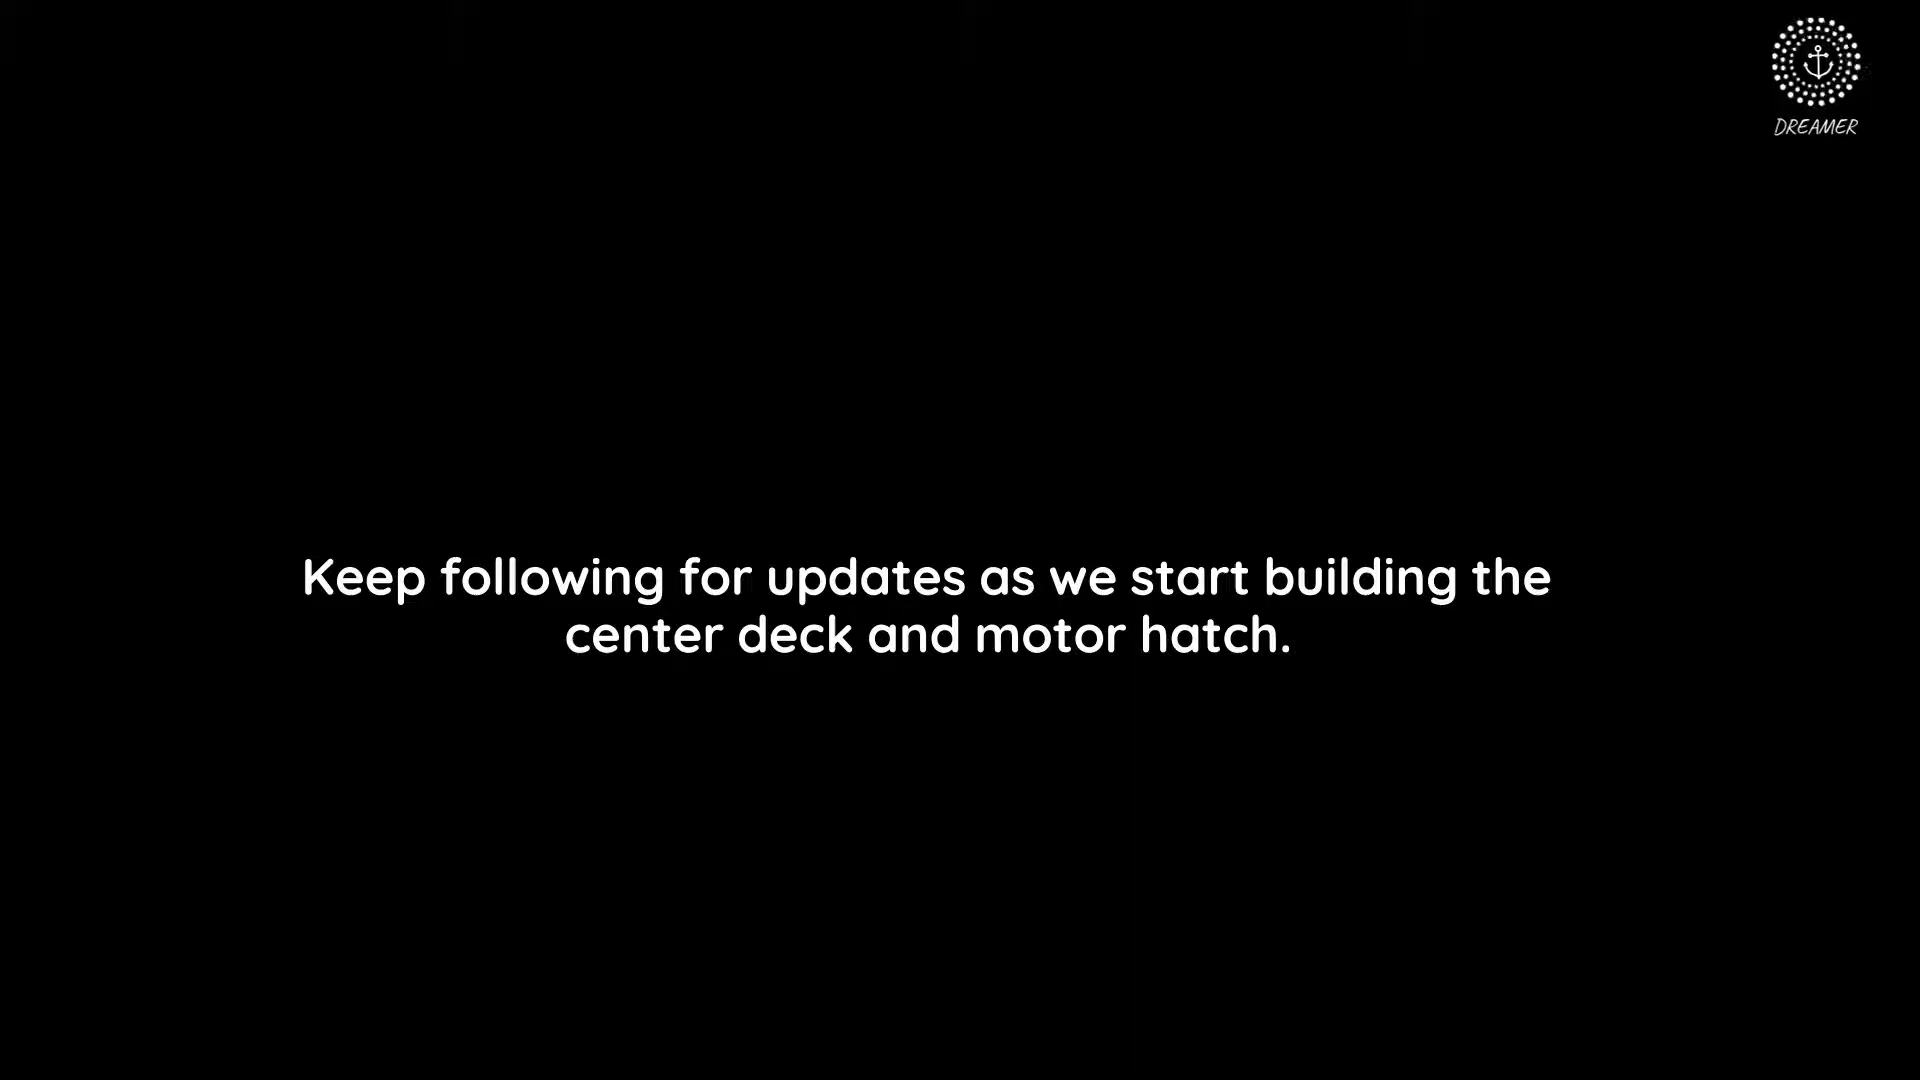 DREAMER
Keep following for updates as we start building the
center deck and motor hatch.